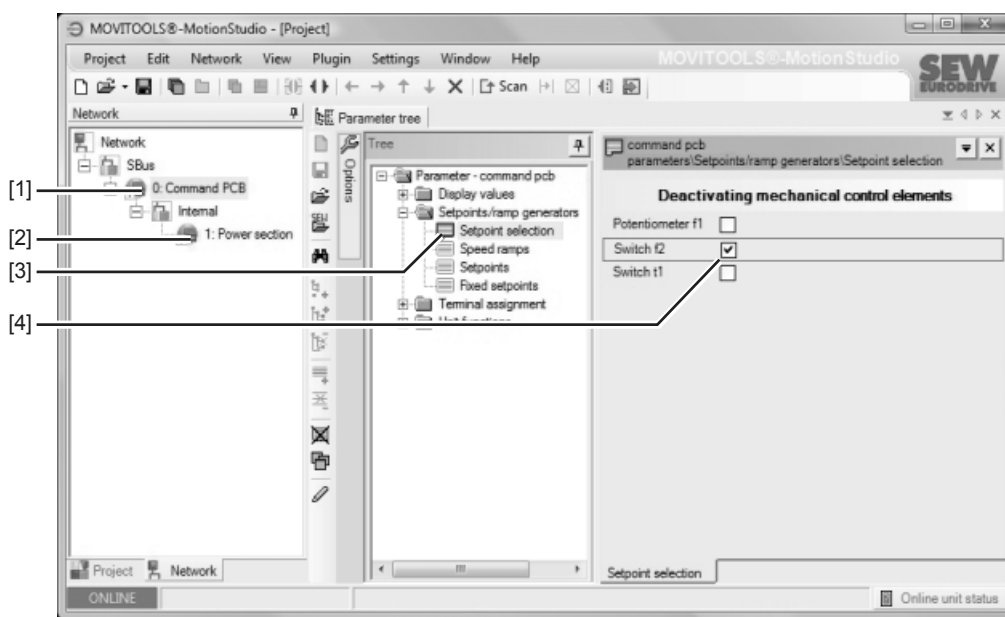 MOVITOOLS®-MotionStudio - [Project]
Project Edit Network View Plugin Settings Window Help
MOVITOOLS®-MotionStudio
SEW
EURODRIVE
Scan
Network
Parameter tree
Network
SBus
[1]
0: Command PCB
Internal
[2]
1: Power section
Options
SEW
Tree
Parameter - command pcb
Display values
Setpoints/ramp generators
[3]
Setpoint selection
Speed ramps
Setpoints
Fixed setpoints
Terminal assignment
[4]
command pcb
parameters\Setpoints/ramp generators\Setpoint selection
Deactivating mechanical control elements
Potentiometer f1
Switch f2
Switch t1
Project Network
Setpoint selection
ONLINE
Online unit status